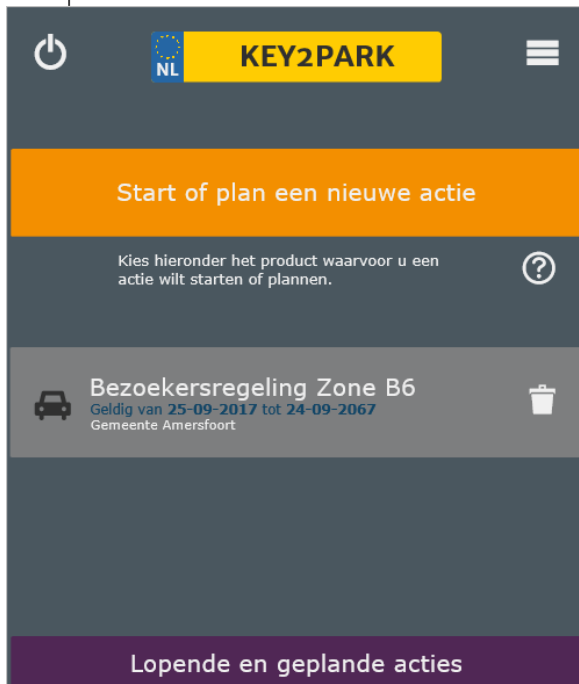 NL
KEY2PARK
Start of plan een nieuwe actie
Kies hieronder het product waarvoor u een
actie wilt starten of plannen.
?
Bezoekersregeling Zone B6
Geldig van 25-09-2017 tot 24-09-2067
Gemeente Amersfoort
Lopende en geplande acties